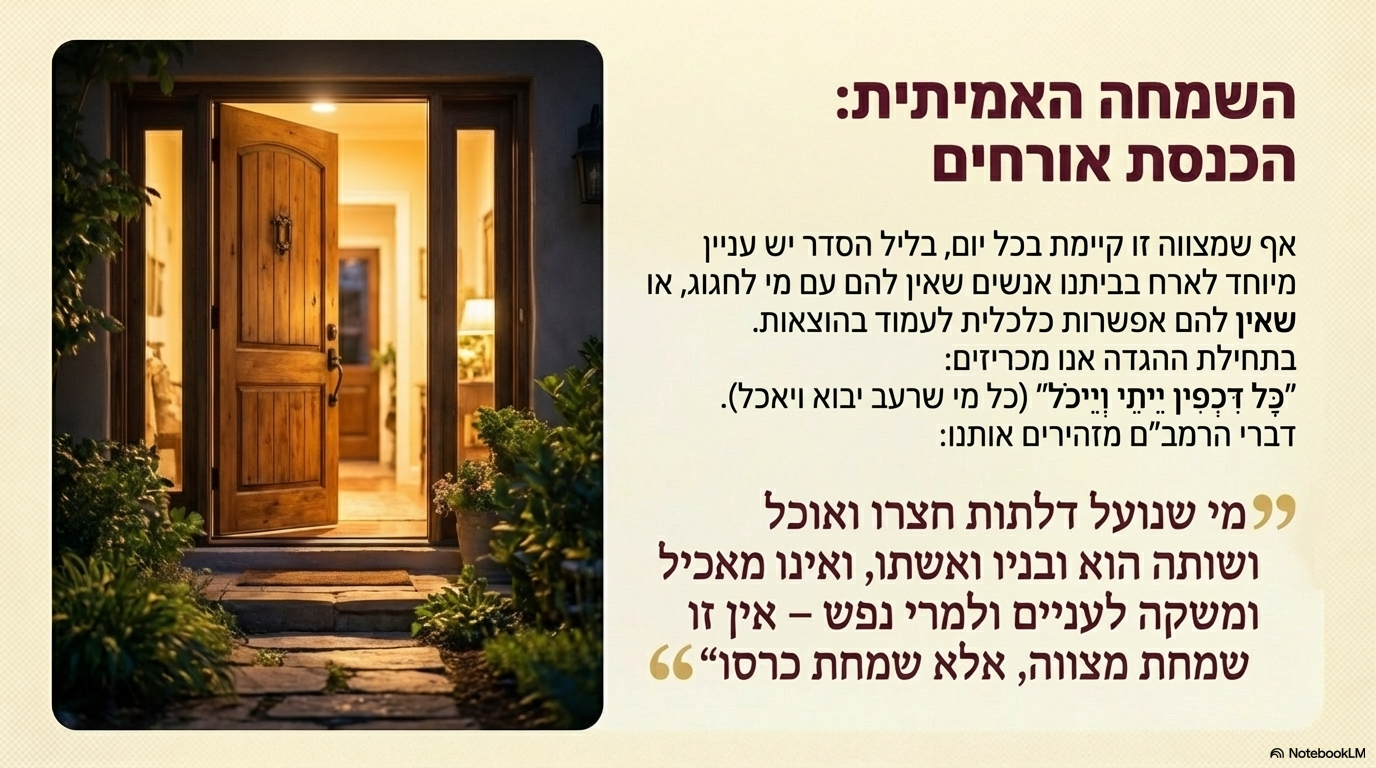 השמחה האמיתית:
הכנסת אורחים
אף שמצווה זו קיימת בכל יום, בליל הסדר יש עניין
מיוחד לארח בביתנו אנשים שאין להם עם מי לחגוג, או
שאין להם אפשרות כלכלית לעמוד בהוצאות.
בתחילת ההגדה אנו מכריזים:
"כָּל דִּכְפִין יֵיתֵי וְיֵיכֹל" (כל מי שרעב יבוא ויאכל).
דברי הרמב"ם מזהירים אותנו:
”מי שנועל דלתות חצרו ואוכל
ושותה הוא ובניו ואשתו, ואינו מאכיל
ומשקה לעניים ולמרי נפש – אין זו
שמחת מצווה, אלא שמחת כרסו““
NotebookLM